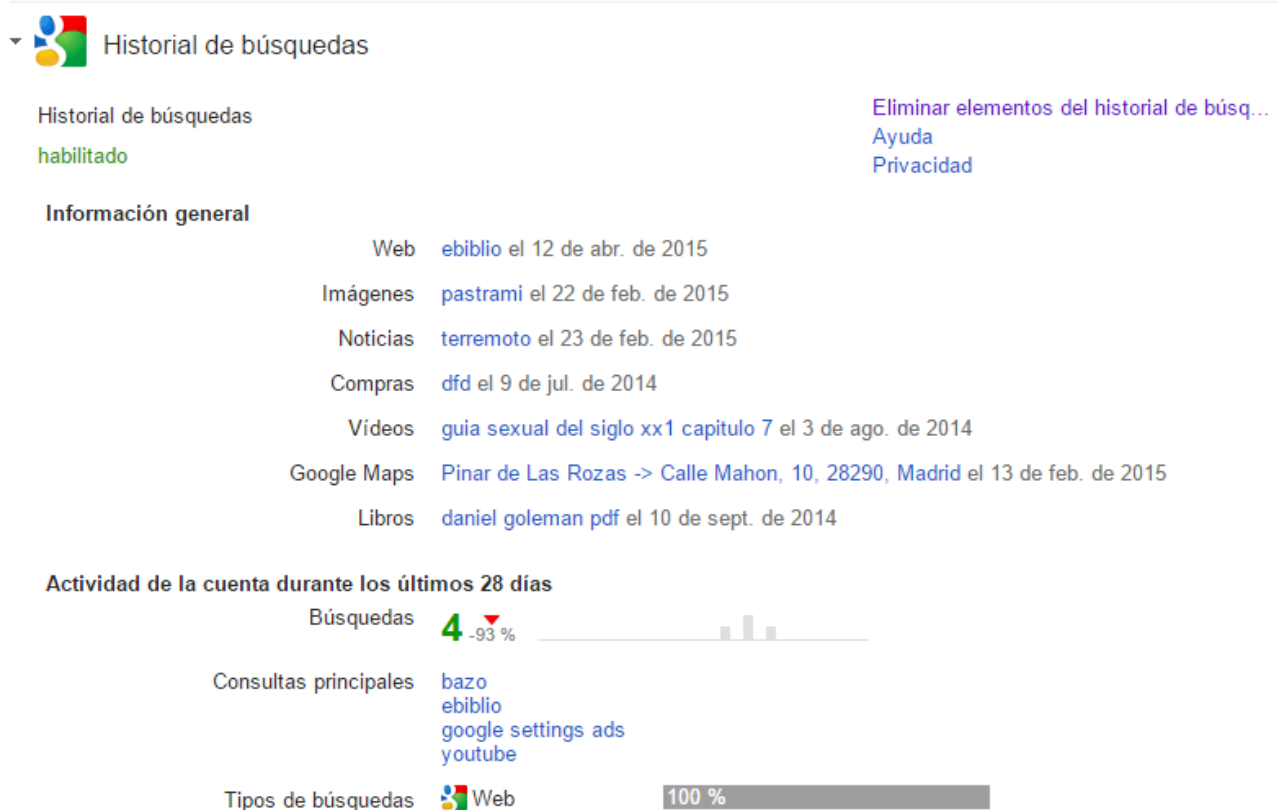 Historial de búsquedas
Historial de búsquedas
habilitado
Eliminar elementos del historial de búsq...
Ayuda
Privacidad
Información general
Web ebiblio el 12 de abr. de 2015
Imágenes pastrami el 22 de feb. de 2015
Noticias terremoto el 23 de feb. de 2015
Compras dfd el 9 de jul. de 2014
Vídeos guia sexual del siglo xx1 capitulo 7 el 3 de ago. de 2014
Google Maps Pinar de Las Rozas -> Calle Mahon, 10, 28290, Madrid el 13 de feb. de 2015
Libros daniel goleman pdf el 10 de sept. de 2014
Actividad de la cuenta durante los últimos 28 días
Búsquedas 4 -93 %
Consultas principales bazo
ebiblio
google settings ads
youtube
Tipos de búsquedas Web 100 %